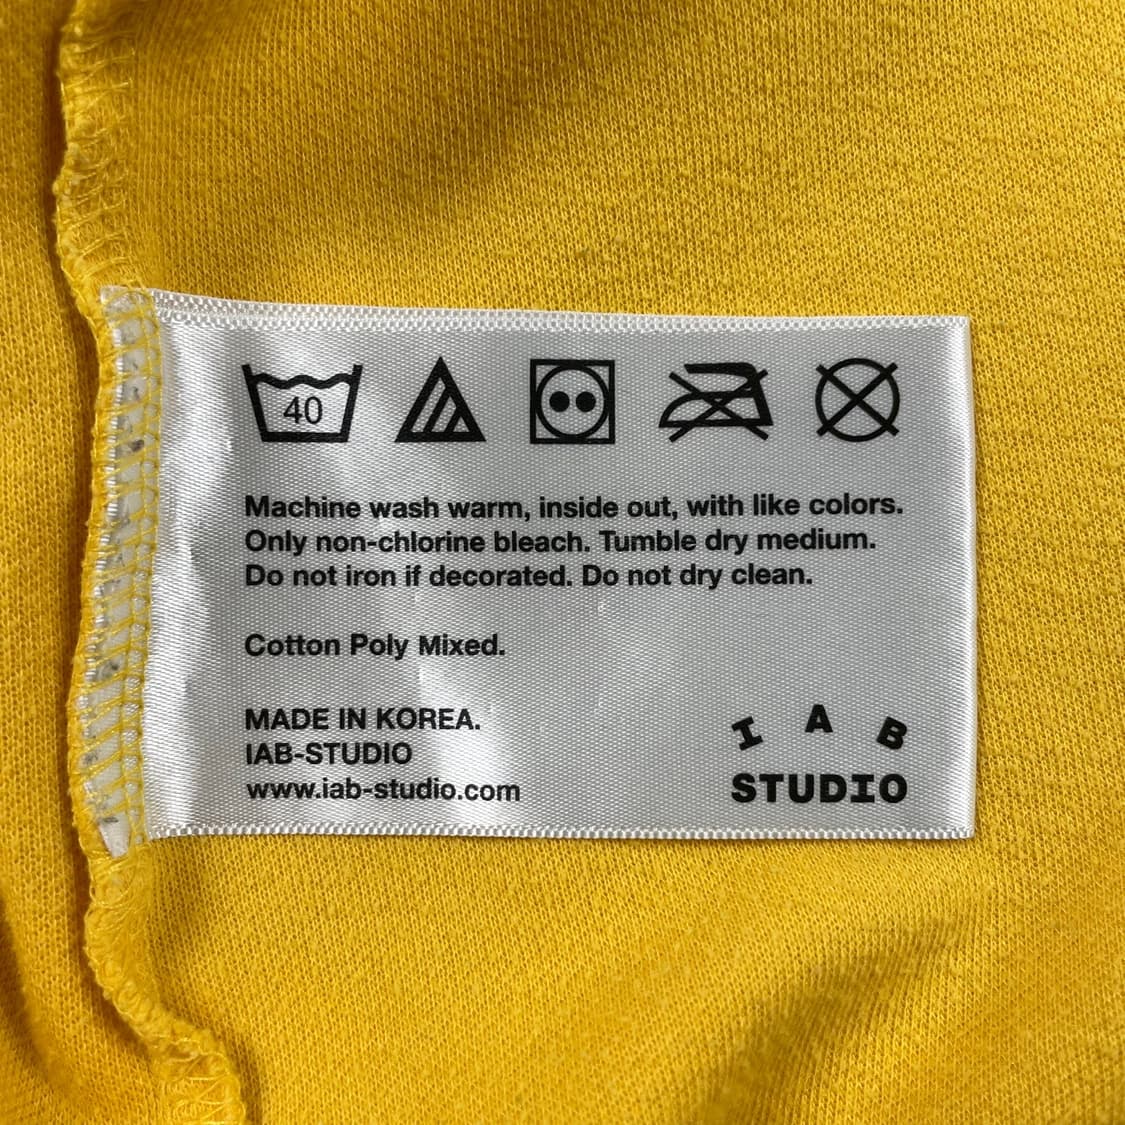 40
Machine wash warm, inside out, with like colors.
Only non-chlorine bleach. Tumble dry medium.
Do not iron if decorated. Do not dry clean.
Cotton Poly Mixed.
MADE IN KOREA.
IAB-STUDIO
www.iab-studio.com
I A B
STUDIO